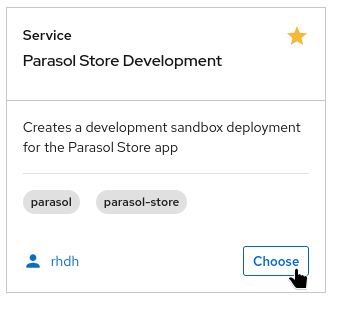 Service
Parasol Store Development
Creates a development sandbox deployment
for the Parasol Store app
parasol parasol-store
rhdh Choose